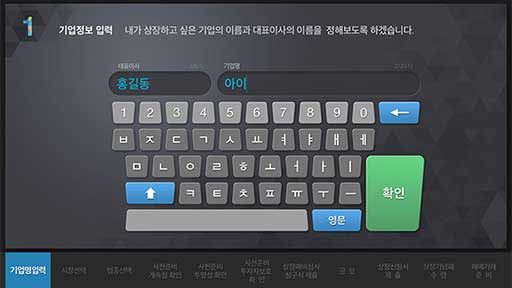 1
기업정보 입력 내가 상장하고 싶은 기업의 이름과 대표이사의 이름을 정해보도록 하겠습니다.
대표이사 기업명
홍길동 아이
1 2 3 4 5 6 7 8 9 0
ㅂ ㅈ ㄷ ㄱ ㅅ ㅛ ㅕ ㅑ ㅐ ㅔ
ㅁ ㄴ ㅇ ㄹ ㅎ ㅗ ㅓ ㅏ ㅣ
ㅋ ㅌ ㅊ ㅍ ㅠ ㅜ ㅡ
확인
영문
기업명입력 시장선택 업종선택 사전준비 계속성 확인 사전준비 투명성 확인 사전준비 투자자보호 확인 상장예비심사 청구서 제출 공모 상장신청서 제출 상장기념패 수령 매매거래 준비